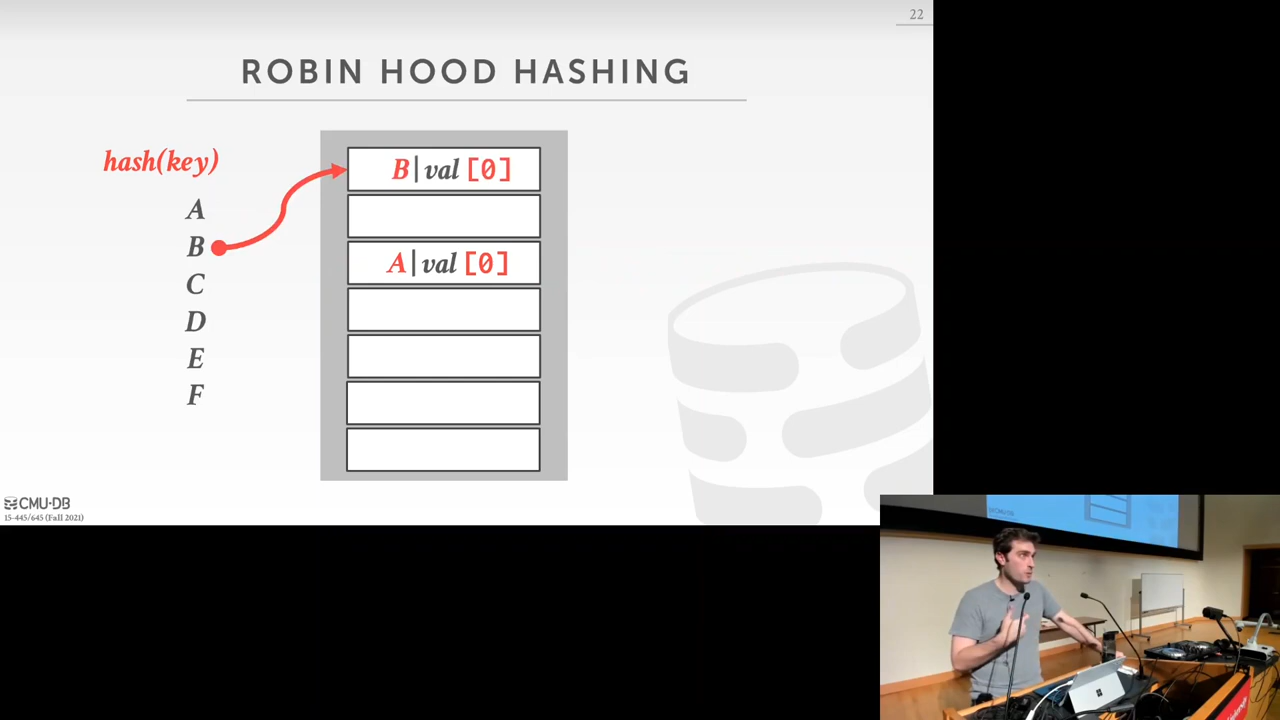 22
ROBIN HOOD HASHING
hash(key)
A
B
C
D
E
F
B|val [0]
A|val [0]
CMU·DB
15-445/645 (Fall 2021)